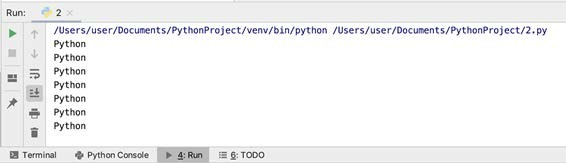 Run: 2
/Users/user/Documents/PythonProject/venv/bin/python /Users/user/Documents/PythonProject/2.py
Python
Python
Python
Python
Python
Python
Python
Terminal Python Console 4: Run 6: TODO